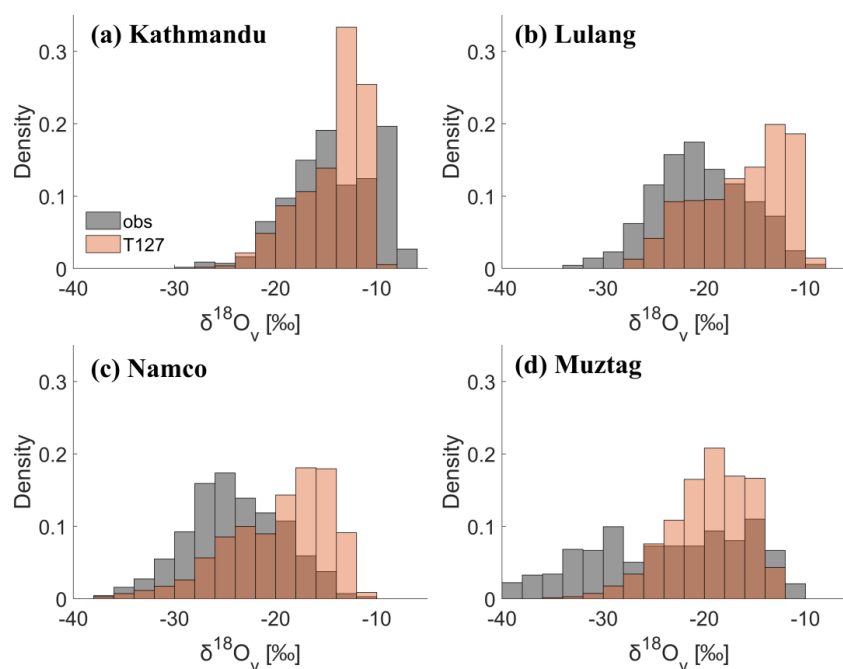 (a) Kathmandu
Density
0.3
0.2
0.1
0
obs
T127
-40
-30
-20
-10
δ¹⁸Oᵥ [‰]
(b) Lulang
Density
0.3
0.2
0.1
0
-40
-30
-20
-10
δ¹⁸Oᵥ [‰]
(c) Namco
Density
0.3
0.2
0.1
0
-40
-30
-20
-10
δ¹⁸Oᵥ [‰]
(d) Muztag
Density
0.3
0.2
0.1
0
-40
-30
-20
-10
δ¹⁸Oᵥ [‰]